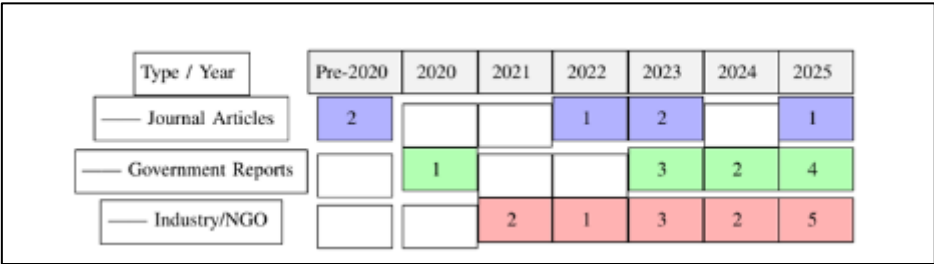 Type / Year Pre-2020 2020 2021 2022 2023 2024 2025
—— Journal Articles 2 1 2 1
—— Government Reports 1 3 2 4
—— Industry/NGO 2 1 3 2 5